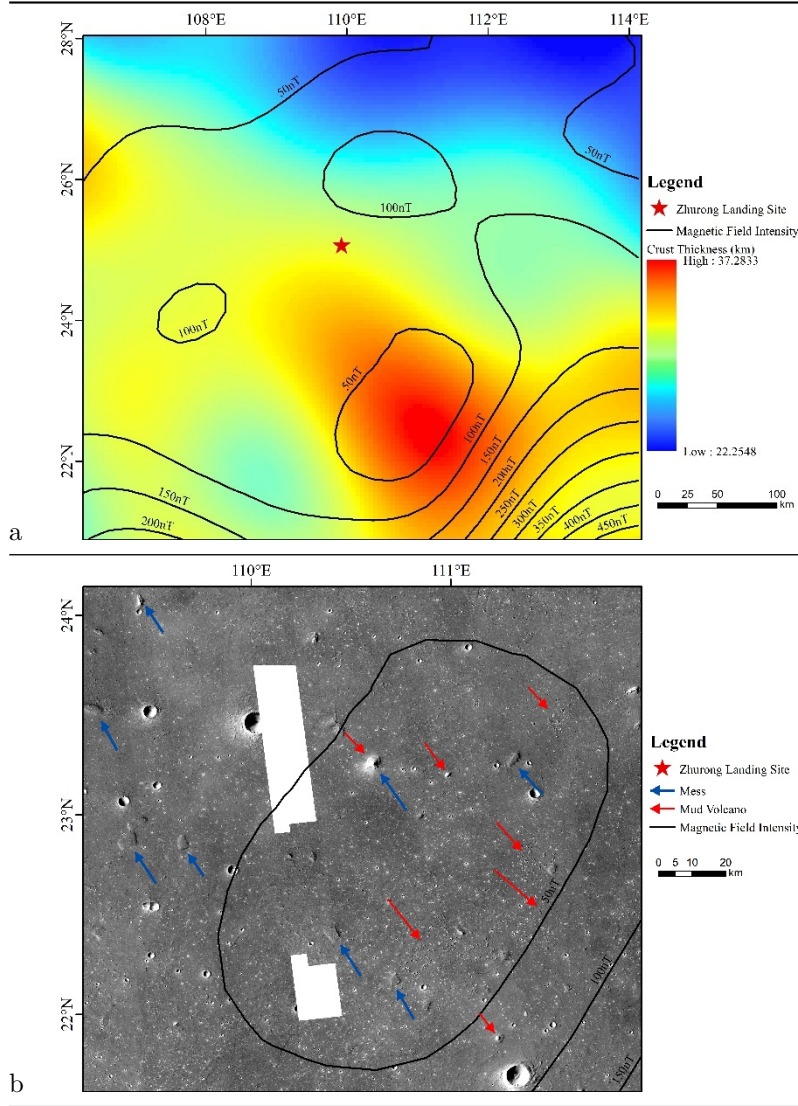 108°E 110°E 112°E 114°E
28°N
26°N
24°N
22°N
50nT
50nT
100nT
100nT
50nT
100nT
150nT
200nT
250nT
300nT
350nT
400nT
450nT
150nT
200nT
Legend
Zhurong Landing Site
Magnetic Field Intensity
Crust Thickness (km)
High : 37.2833
Low : 22.2548
0 25 50 100
km
a
110°E 111°E
24°N
23°N
22°N
50nT
100nT
150nT
Legend
Zhurong Landing Site
Mess
Mud Volcano
Magnetic Field Intensity
0 5 10 20
km
b